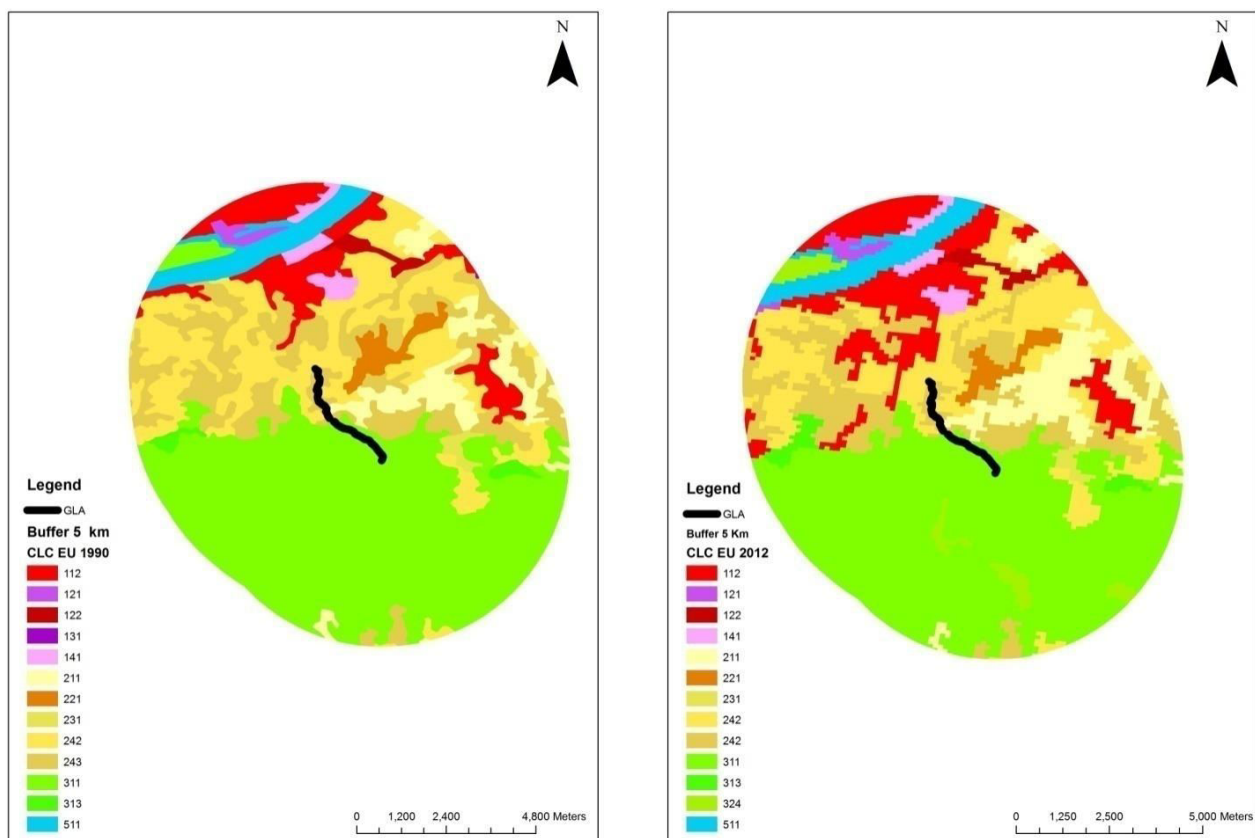 N
Legend
GLA
Buffer 5 km
CLC EU 1990
112
121
122
131
141
211
221
231
242
243
311
313
511
0 1,200 2,400 4,800 Meters
N
Legend
GLA
Buffer 5 Km
CLC EU 2012
112
121
122
141
211
221
231
242
242
311
313
324
511
0 1,250 2,500 5,000 Meters